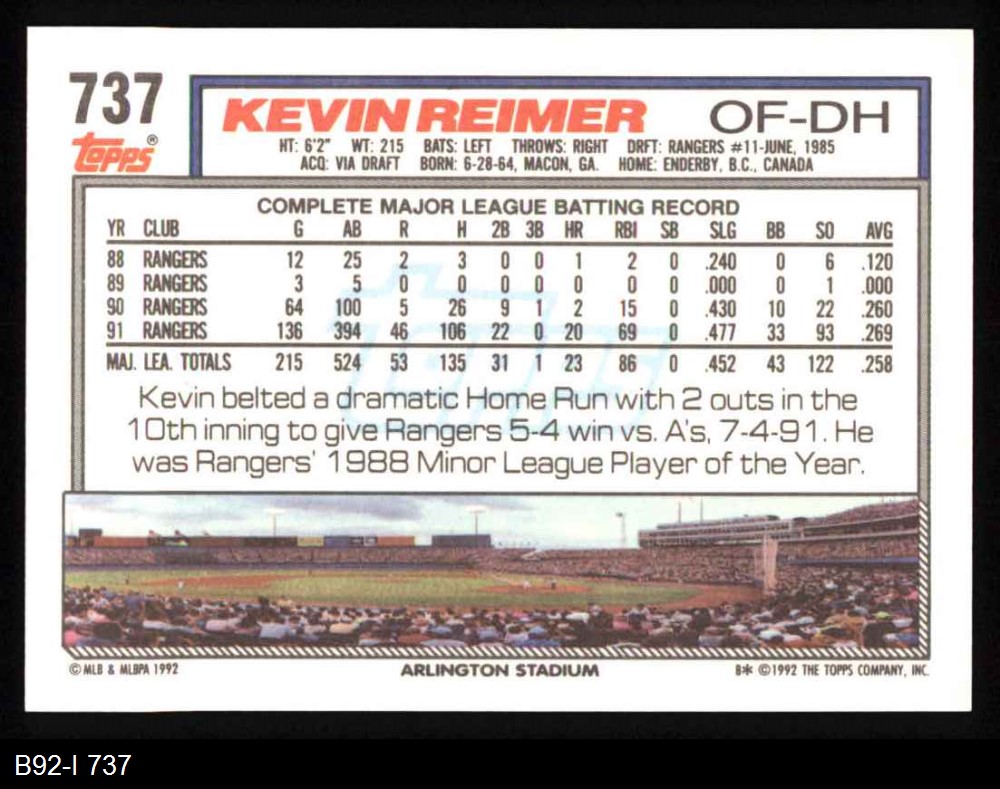 737
KEVIN REIMER OF-DH
Topps®
HT: 6'2" WT: 215 BATS: LEFT THROWS: RIGHT DRFT: RANGERS #11-JUNE, 1985
ACQ: VIA DRAFT BORN: 6-28-64, MACON, GA. HOME: ENDERBY, B.C., CANADA
COMPLETE MAJOR LEAGUE BATTING RECORD
YR CLUB G AB R H 2B 3B HR RBI SB SLG BB SO AVG
88 RANGERS 12 25 2 3 0 0 1 2 0 .240 0 6 .120
89 RANGERS 3 5 0 0 0 0 0 0 0 .000 0 1 .000
90 RANGERS 64 100 5 26 9 1 2 15 0 .430 10 22 .260
91 RANGERS 136 394 46 106 22 0 20 69 0 .477 33 93 .269
MAJ. LEA. TOTALS 215 524 53 135 31 1 23 86 0 .452 43 122 .258
Kevin belted a dramatic Home Run with 2 outs in the
10th inning to give Rangers 5-4 win vs. A's, 7-4-91. He
was Rangers' 1988 Minor League Player of the Year.
© MLB & MLBPA 1992 ARLINGTON STADIUM B* ©1992 THE TOPPS COMPANY, INC.
B92-I 737